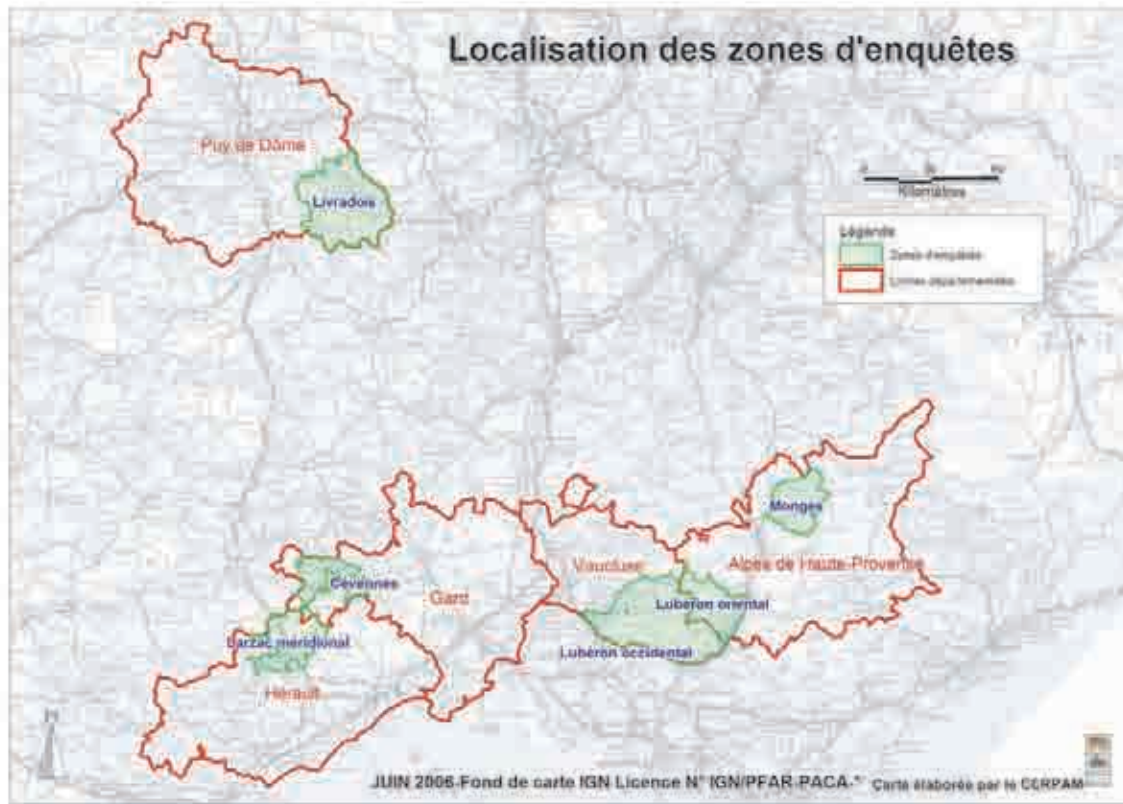 Localisation des zones d'enquêtes
Puy de Dôme
Livradois
Kilomètres
Légende
Zones d'enquêtes
Limites départementales
Monges
Cévennes
Vaucluse
Alpes de Haute-Provence
Gard
Lubéron oriental
Larzac méridional
Lubéron occidental
Hérault
JUIN 2006-Fond de carte IGN Licence N° IGN/PFAR-PACA-* Carte élaborée par le CERPAM